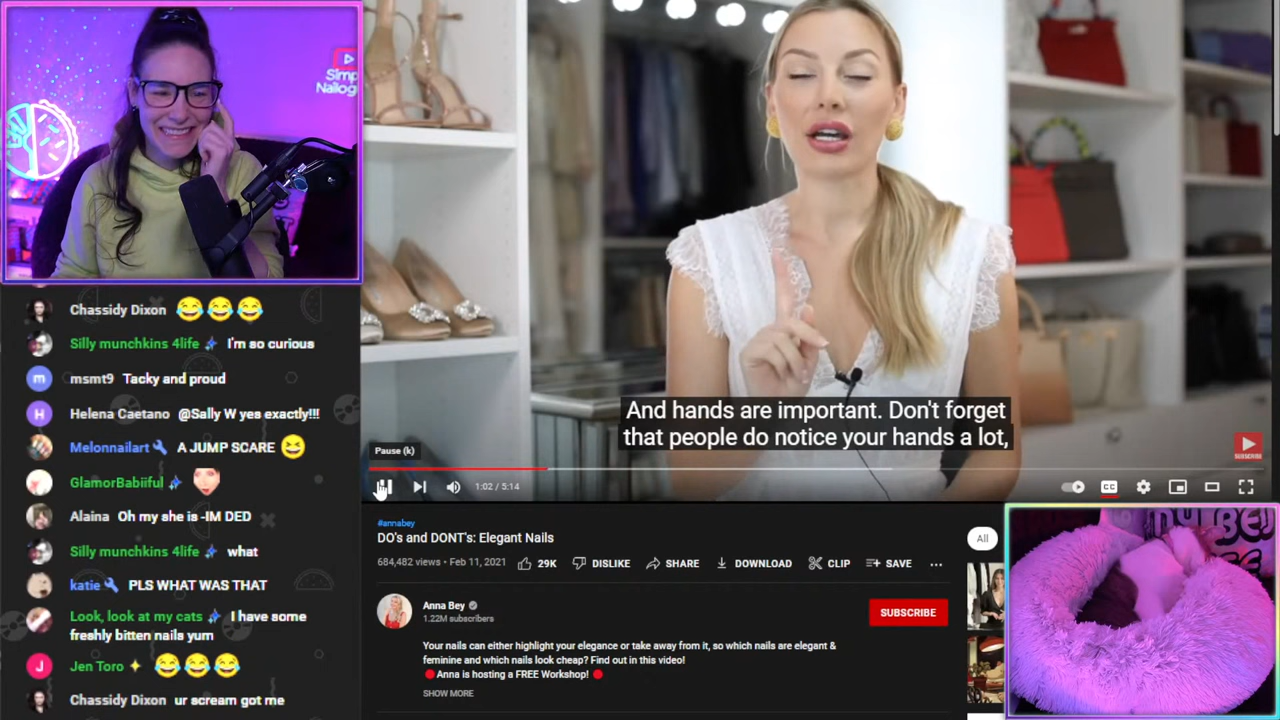 Simp
Nailog
Chassidy Dixon 😂😂😂
Silly munchkins 4life I'm so curious
m
msmt9 Tacky and proud
H
Helena Caetano @Sally W yes exactly!!!
Melonnailart A JUMP SCARE 😆
GlamorBabiiful
Alaina Oh my she is -IM DED
Silly munchkins 4life what
katie PLS WHAT WAS THAT
Look, look at my cats I have some
freshly bitten nails yum
J
Jen Toro 😂😂😂
Chassidy Dixon ur scream got me
And hands are important. Don't forget
that people do notice your hands a lot,
SUBSCRIBE
Pause (k)
1:02 / 5:14
CC
#annabey
DO's and DONT's: Elegant Nails
684,482 views • Feb 11, 2021 29K DISLIKE SHARE DOWNLOAD CLIP SAVE ...
All
Anna Bey
1.22M subscribers
SUBSCRIBE
Your nails can either highlight your elegance or take away from it, so which nails are elegant &
feminine and which nails look cheap? Find out in this video!
🔴Anna is hosting a FREE Workshop! 🔴
SHOW MORE